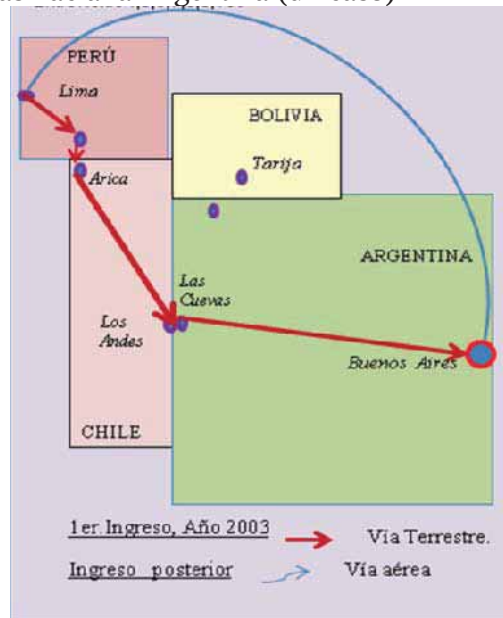 PERÚ
Lima
BOLIVIA
Tarija
Arica
ARGENTINA
Las
Cuevas
Los
Andes
Buenos Aires
CHILE
1er. Ingreso, Año 2003
Vía Terrestre.
Ingreso posterior
Vía aérea